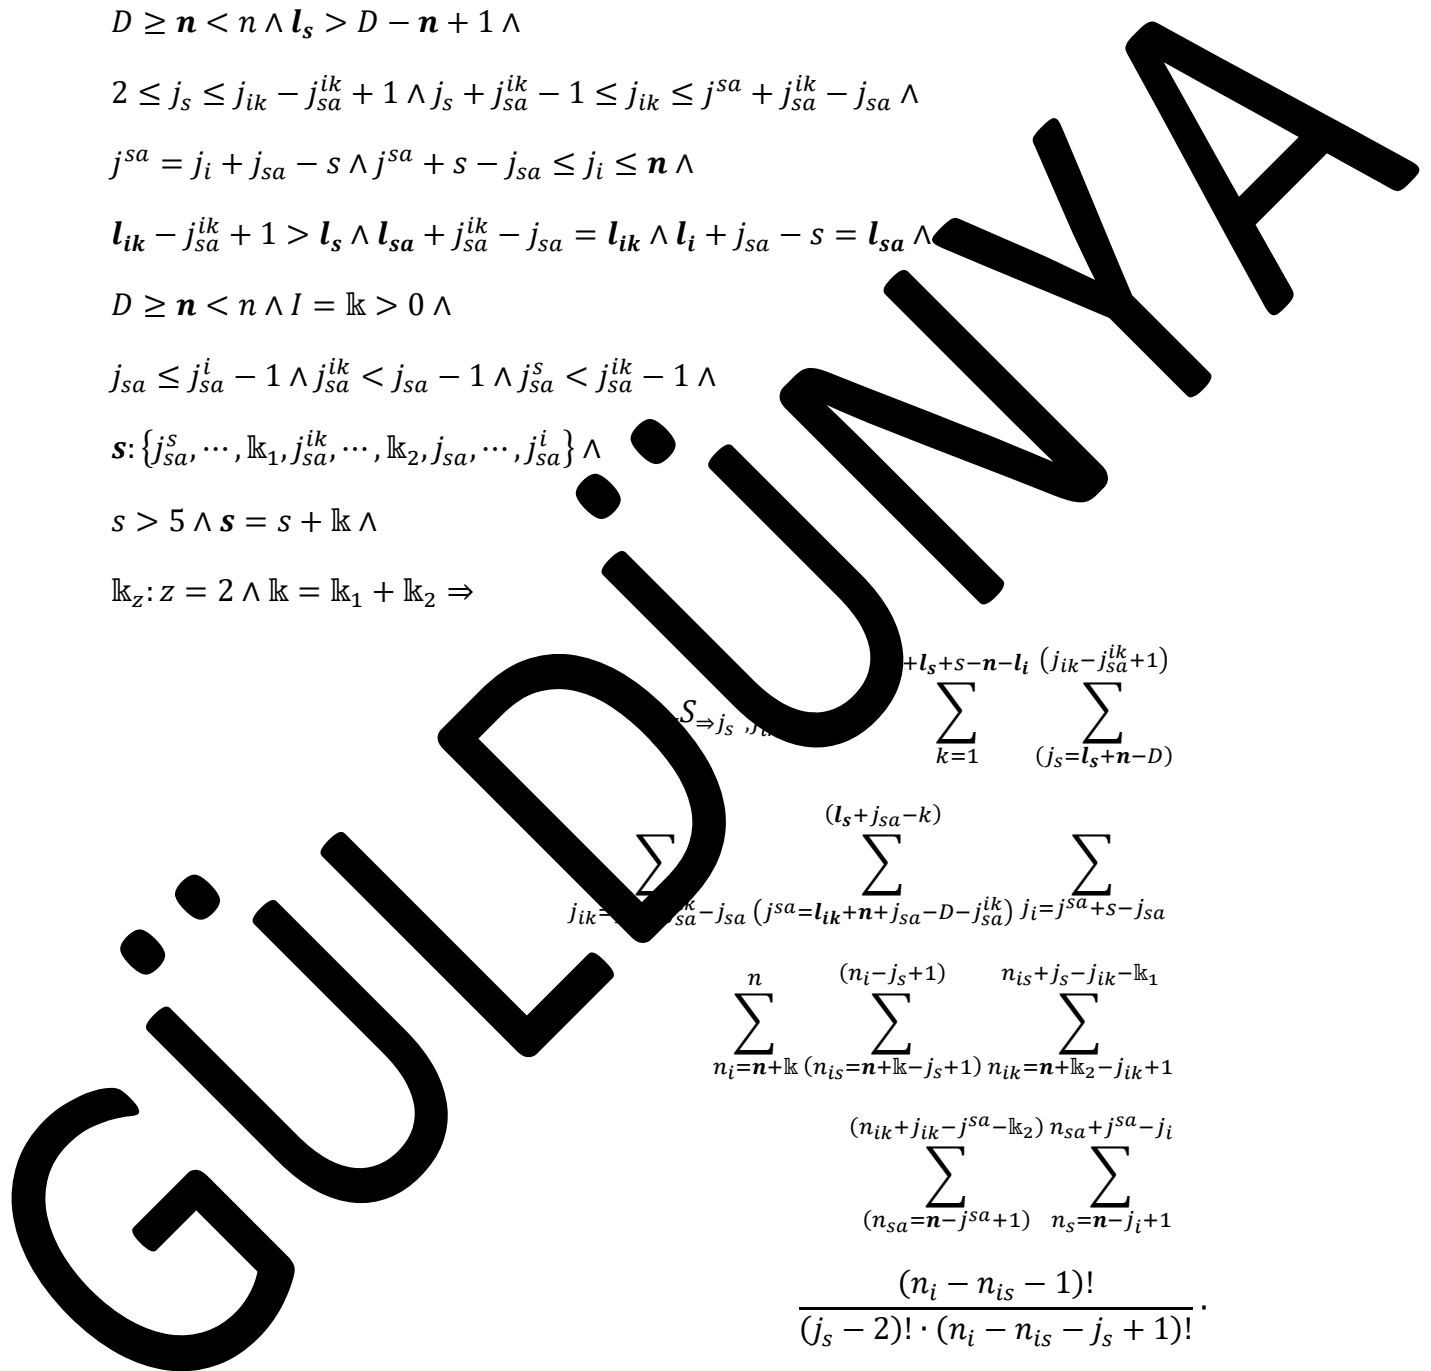 D ≥ 𝒏 < n ∧ 𝒍ₛ > D − 𝒏 + 1 ∧
2 ≤ j_s ≤ j_{ik} − j_{sa}^{ik} + 1 ∧ j_s + j_{sa}^{ik} − 1 ≤ j_{ik} ≤ j^{sa} + j_{sa}^{ik} − j_{sa} ∧
j^{sa} = j_i + j_{sa} − s ∧ j^{sa} + s − j_{sa} ≤ j_i ≤ 𝒏 ∧
𝒍_{ik} − j_{sa}^{ik} + 1 > 𝒍_s ∧ 𝒍_{sa} + j_{sa}^{ik} − j_{sa} = 𝒍_{ik} ∧ 𝒍_i + j_{sa} − s = 𝒍_{sa} ∧
D ≥ 𝒏 < n ∧ I = 𝕜 > 0 ∧
j_{sa} ≤ j_{sa}^{i} − 1 ∧ j_{sa}^{ik} < j_{sa} − 1 ∧ j_{sa}^{s} < j_{sa}^{ik} − 1 ∧
𝒔: {j_{sa}^{s}, ⋯, 𝕜_1, j_{sa}^{ik}, ⋯, 𝕜_2, j_{sa}, ⋯, j_{sa}^{i}} ∧
s > 5 ∧ 𝒔 = s + 𝕜 ∧
𝕜_z: z = 2 ∧ 𝕜 = 𝕜_1 + 𝕜_2 ⇒
+𝒍_s+s−𝒏−𝒍_i (j_{ik}−j_{sa}^{ik}+1)
S_{⇒j_s ,} ∑ ∑
k=1 (j_s=𝒍_s+𝒏−D)
(𝒍_s+j_{sa}−k)
∑ ∑ ∑
j_{ik}= −j_{sa} (j^{sa}=𝒍_{ik}+𝒏+j_{sa}−D−j_{sa}^{ik}) j_i=j^{sa}+s−j_{sa}
n (n_i−j_s+1) n_{is}+j_s−j_{ik}−𝕜_1
∑ ∑ ∑
n_i=𝒏+𝕜 (n_{is}=𝒏+𝕜−j_s+1) n_{ik}=𝒏+𝕜_2−j_{ik}+1
(n_{ik}+j_{ik}−j^{sa}−𝕜_2) n_{sa}+j^{sa}−j_i
∑ ∑
(n_{sa}=𝒏−j^{sa}+1) n_s=𝒏−j_i+1
(n_i − n_{is} − 1)!
(j_s − 2)! · (n_i − n_{is} − j_s + 1)! ·
GÜLDÜNYA